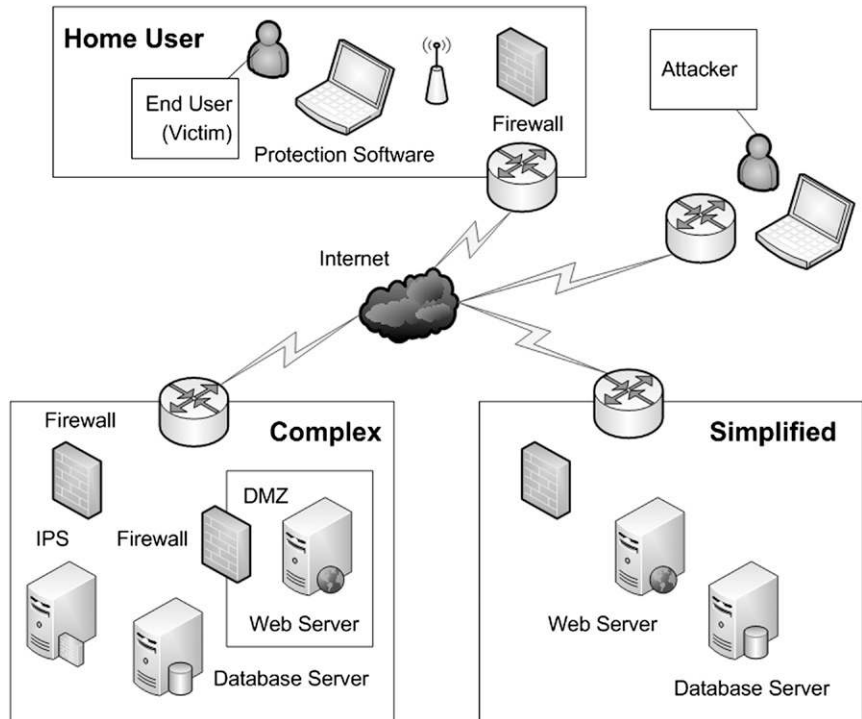 Home User
End User
(Victim)
Protection Software
Firewall
Attacker
Internet
Complex
Firewall
IPS
Firewall
DMZ
Web Server
Database Server
Simplified
Web Server
Database Server